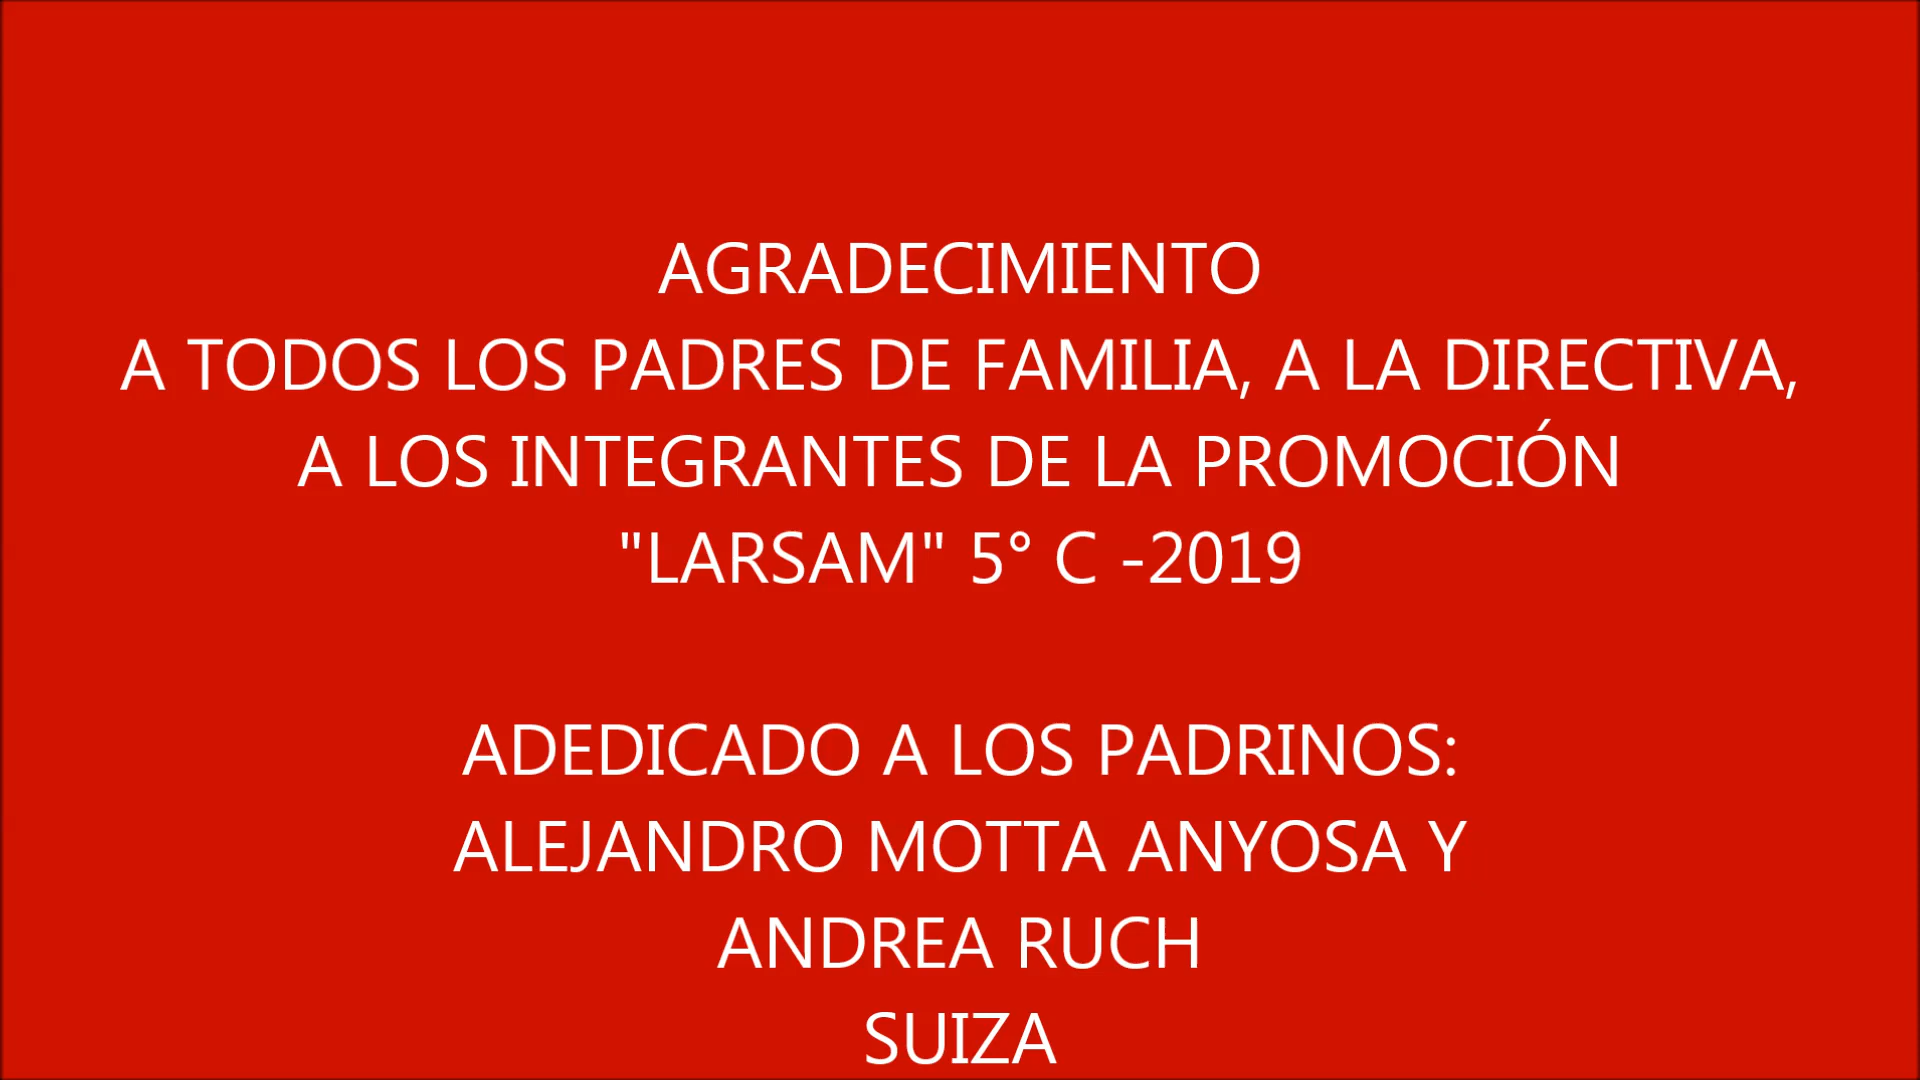 AGRADECIMIENTO
A TODOS LOS PADRES DE FAMILIA, A LA DIRECTIVA,
A LOS INTEGRANTES DE LA PROMOCIÓN
"LARSAM" 5° C -2019
ADEDICADO A LOS PADRINOS:
ALEJANDRO MOTTA ANYOSA Y
ANDREA RUCH
SUIZA